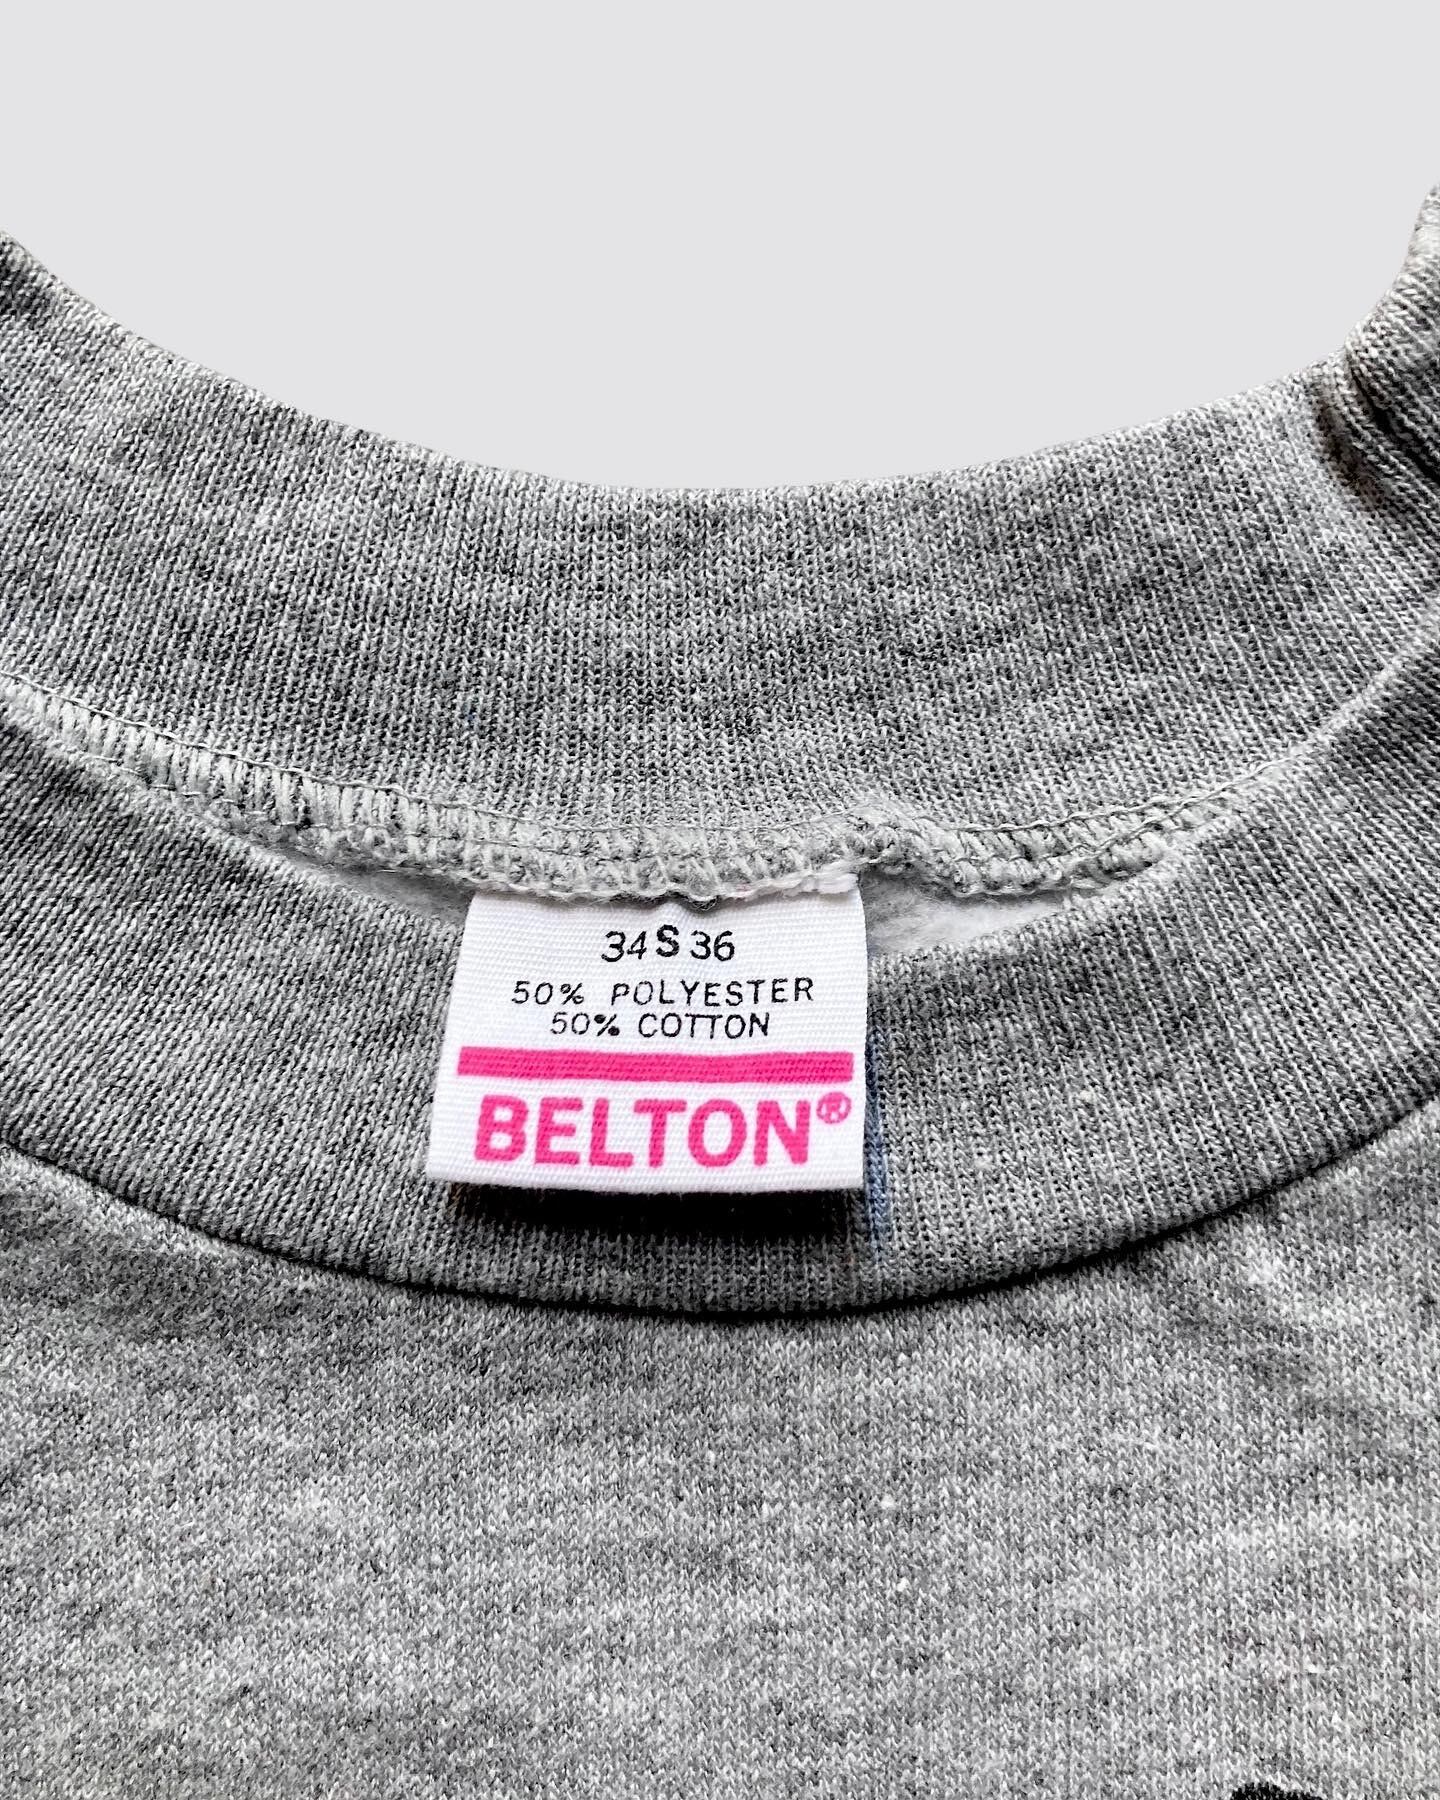 34 S 36
50% POLYESTER
50% COTTON
BELTON®